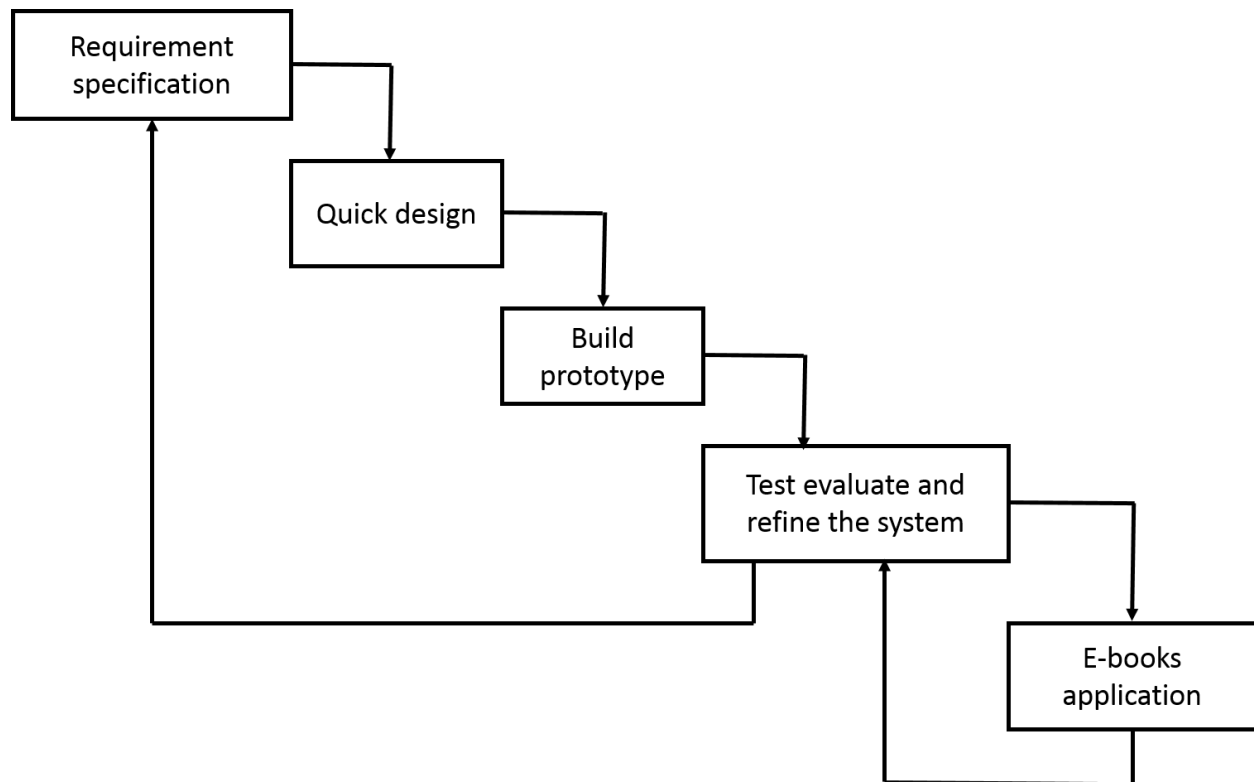 Requirement
specification
Quick design
Build
prototype
Test evaluate and
refine the system
E-books
application